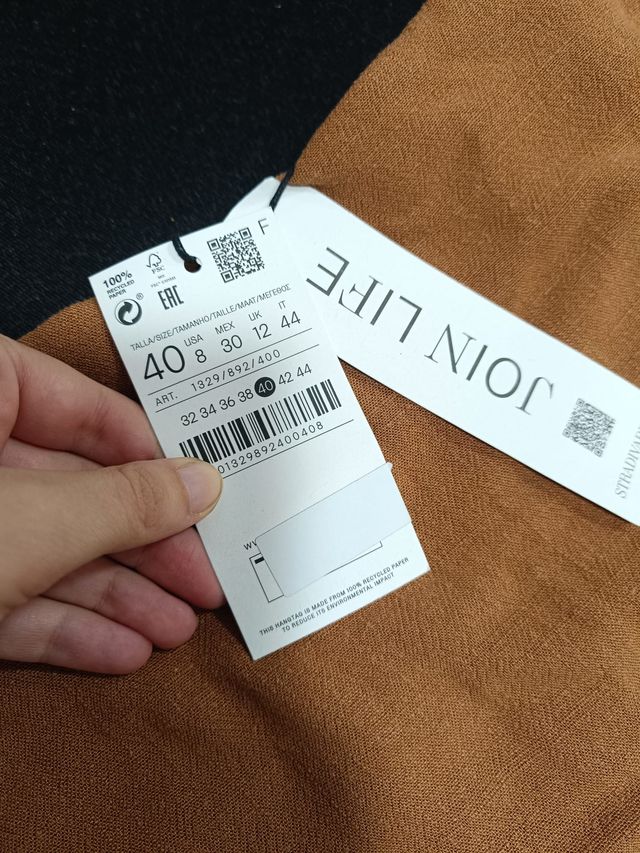 F
100%
RECYCLED
PAPER
FSC
EAC
TALLA/SIZE/TAMANHO/TAILLE/MAAT/ΜΕΓΕΘΟΣ
40 USA 8 MEX 30 UK 12 IT 44
ART. 1329/892/400
32 34 36 38 40 42 44
01329892400408
THIS HANGTAG IS MADE FROM 100% RECYCLED PAPER
TO REDUCE ITS ENVIRONMENTAL IMPACT
JOIN LIFE